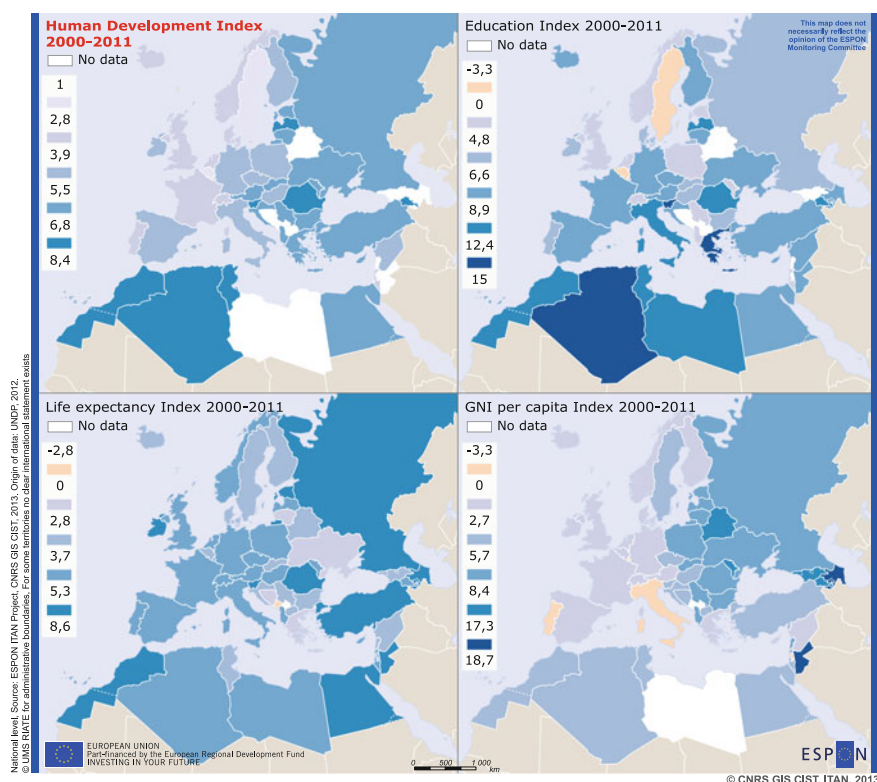 Human Development Index
2000-2011
No data
1
2,8
3,9
5,5
6,8
8,4
Education Index 2000-2011
No data
This map does not
necessarily reflect the
opinion of the ESPON
Monitoring Committee
-3,3
0
4,8
6,6
8,9
12,4
15
Life expectancy Index 2000-2011
No data
-2,8
0
2,8
3,7
5,3
8,6
GNI per capita Index 2000-2011
No data
-3,3
0
2,7
5,7
8,4
17,3
18,7
National level, Source: ESPON ITAN Project, CNRS GIS CIST, 2013. Origin of data: UNDP, 2012.
© UMS RIATE for administrative boundaries, For some territories no clear international statement exists
EUROPEAN UNION
Part-financed by the European Regional Development Fund
INVESTING IN YOUR FUTURE
0 500 1 000
km
ESPON
© CNRS GIS CIST, ITAN, 2013